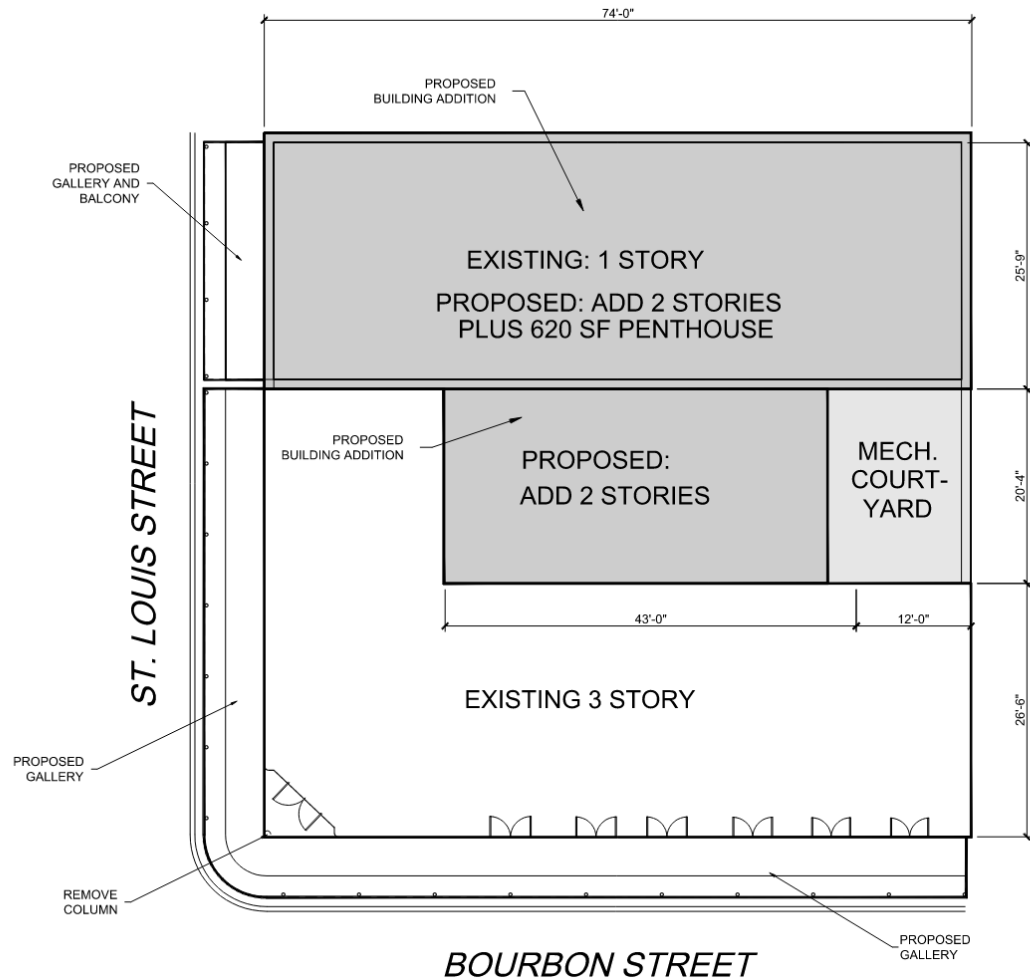 74'-0"
PROPOSED
BUILDING ADDITION
PROPOSED
GALLERY AND
BALCONY
EXISTING: 1 STORY
PROPOSED: ADD 2 STORIES
PLUS 620 SF PENTHOUSE
25'-9"
PROPOSED
BUILDING ADDITION
PROPOSED:
ADD 2 STORIES
MECH.
COURT-
YARD
20'-4"
ST. LOUIS STREET
43'-0"
12'-0"
EXISTING 3 STORY
26'-6"
PROPOSED
GALLERY
REMOVE
COLUMN
PROPOSED
GALLERY
BOURBON STREET